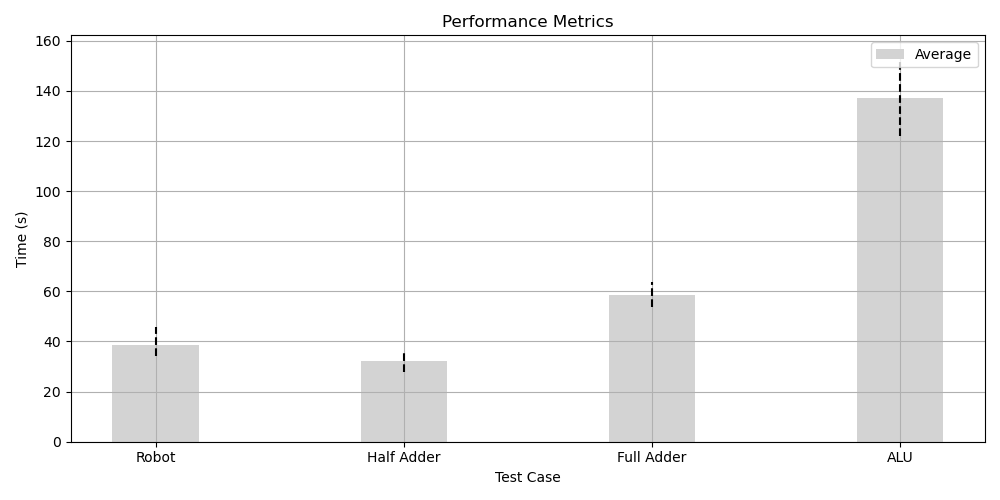 Performance Metrics
Average
160
140
120
100
80
60
40
20
0
Time (s)
Robot
Half Adder
Full Adder
ALU
Test Case